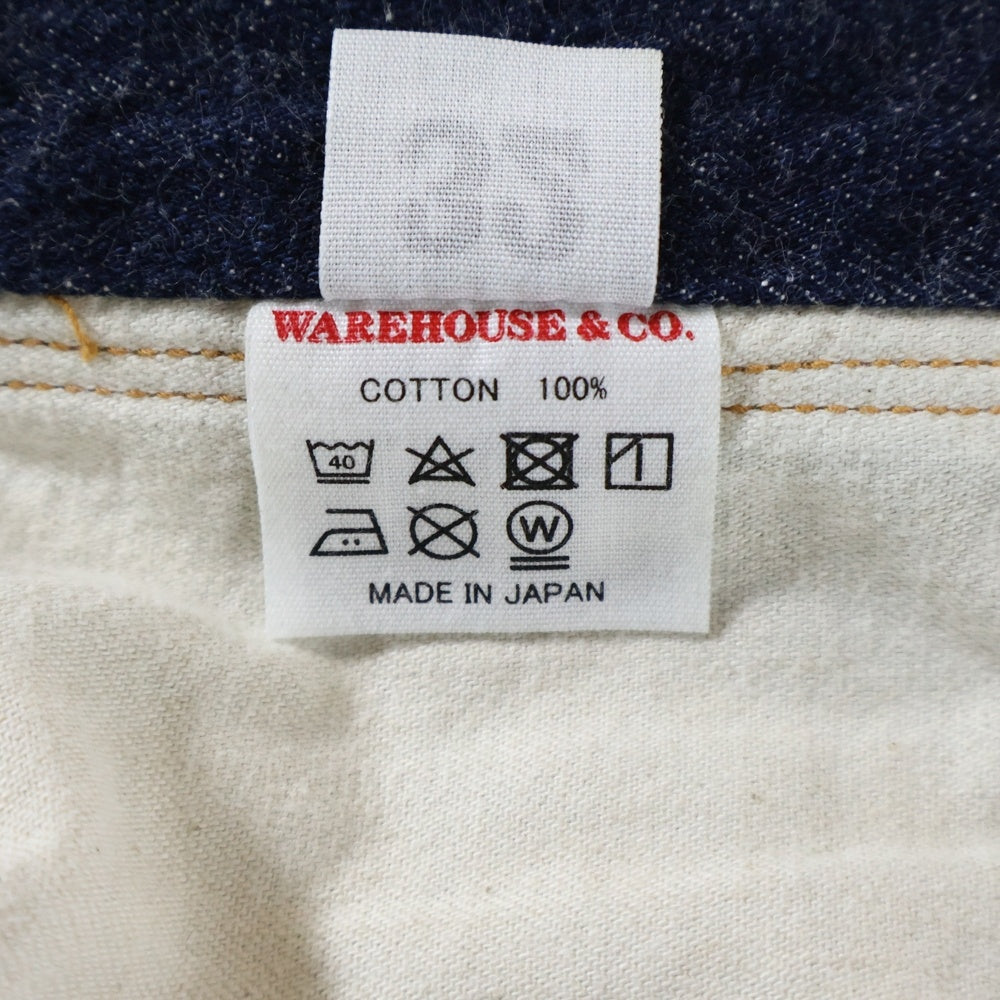 WAREHOUSE & CO.
COTTON 100%
40
W
MADE IN JAPAN